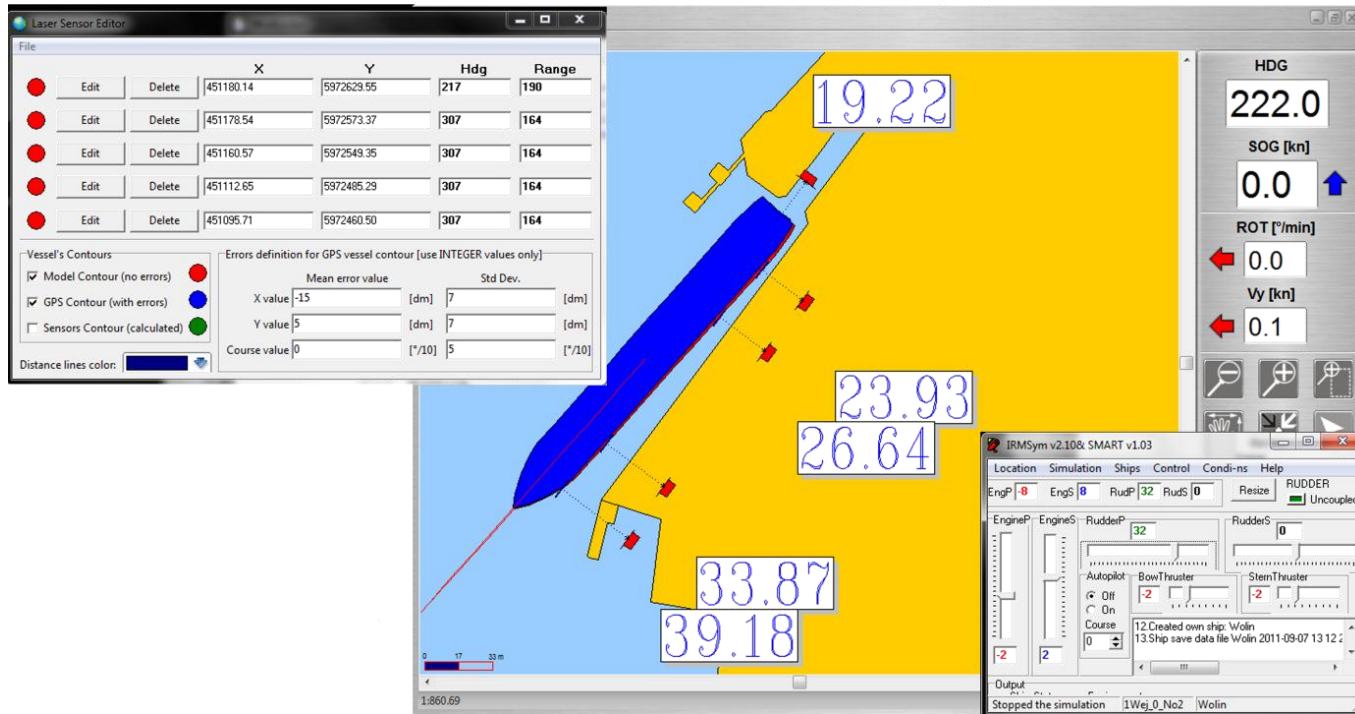 Laser Sensor Editor
File
X Y Hdg Range
Edit Delete 451180.14 5972629.55 217 190
Edit Delete 451178.54 5972573.37 307 164
Edit Delete 451160.57 5972549.35 307 164
Edit Delete 451112.65 5972485.29 307 164
Edit Delete 451095.71 5972460.50 307 164
Vessel's Contours
Model Contour (no errors)
GPS Contour (with errors)
Sensors Contour (calculated)
Distance lines color:
Errors definition for GPS vessel contour [use INTEGER values only]
Mean error value Std Dev.
X value -15 [dm] 7 [dm]
Y value 5 [dm] 7 [dm]
Course value 0 [°/10] 5 [°/10]
19.22
23.93
26.64
33.87
39.18
0 17 33 m
1:860.69
HDG
222.0
SOG [kn]
0.0
ROT [°/min]
0.0
Vy [kn]
0.1
IRMSym v2.10& SMART v1.03
Location Simulation Ships Control Condi-ns Help
EngP -8 EngS 8 RudP 32 RudS 0 Resize RUDDER
Uncoupled
EngineP EngineS RudderP RudderS
32 0
Autopilot BowThruster SternThruster
Off -2 -2
On
Course
0
12.Created own ship: Wolin
13.Ship save data file Wolin 2011-09-07 13 12 2
-2 2
Output
Stopped the simulation 1Wej_0_No2 Wolin